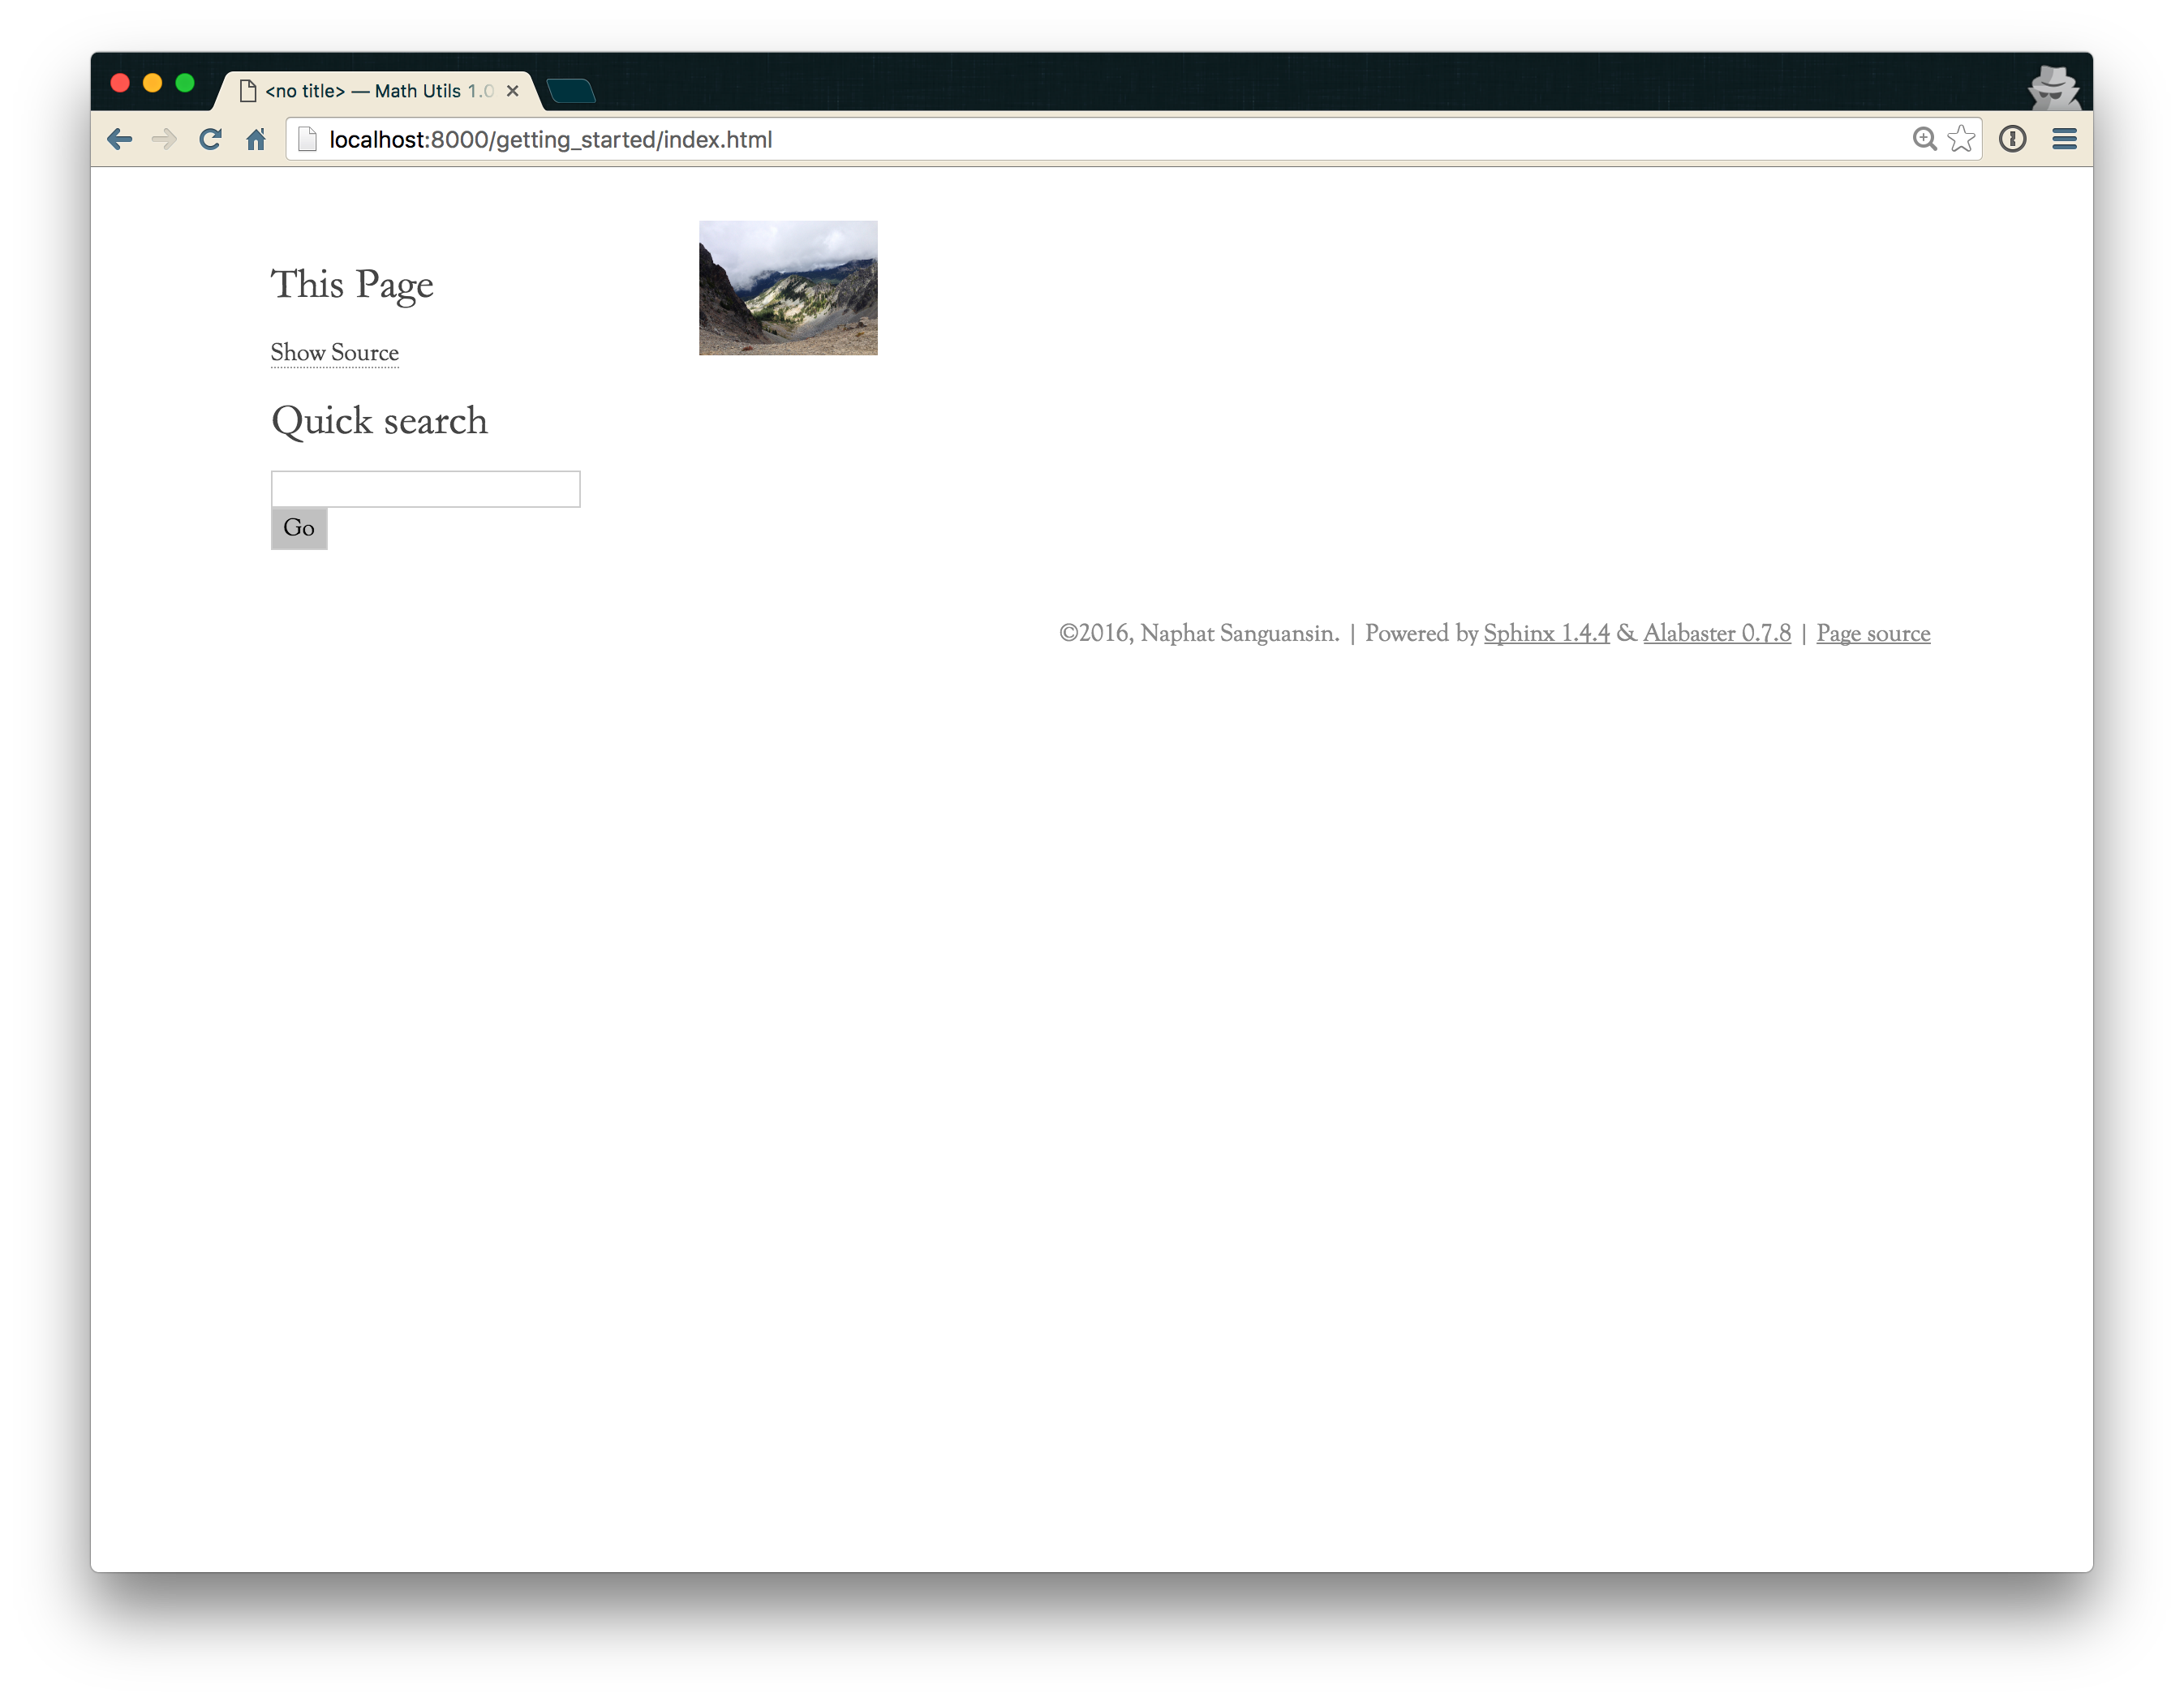 <no title> — Math Utils 1.0
localhost:8000/getting_started/index.html
This Page
Show Source
Quick search
Go
©2016, Naphat Sanguansin. | Powered by Sphinx 1.4.4 & Alabaster 0.7.8 | Page source